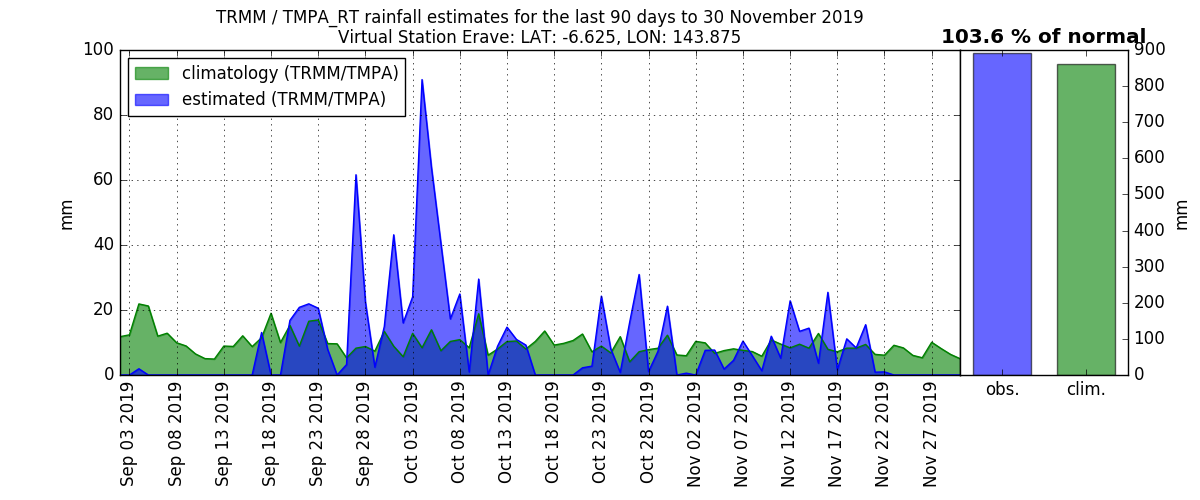 TRMM / TMPA_RT rainfall estimates for the last 90 days to 30 November 2019
Virtual Station Erave: LAT: -6.625, LON: 143.875
103.6 % of normal
climatology (TRMM/TMPA)
estimated (TRMM/TMPA)
100
80
60
40
20
0
mm
900
800
700
600
500
400
300
200
100
0
mm
Sep 03 2019
Sep 08 2019
Sep 13 2019
Sep 18 2019
Sep 23 2019
Sep 28 2019
Oct 03 2019
Oct 08 2019
Oct 13 2019
Oct 18 2019
Oct 23 2019
Oct 28 2019
Nov 02 2019
Nov 07 2019
Nov 12 2019
Nov 17 2019
Nov 22 2019
Nov 27 2019
obs.
clim.